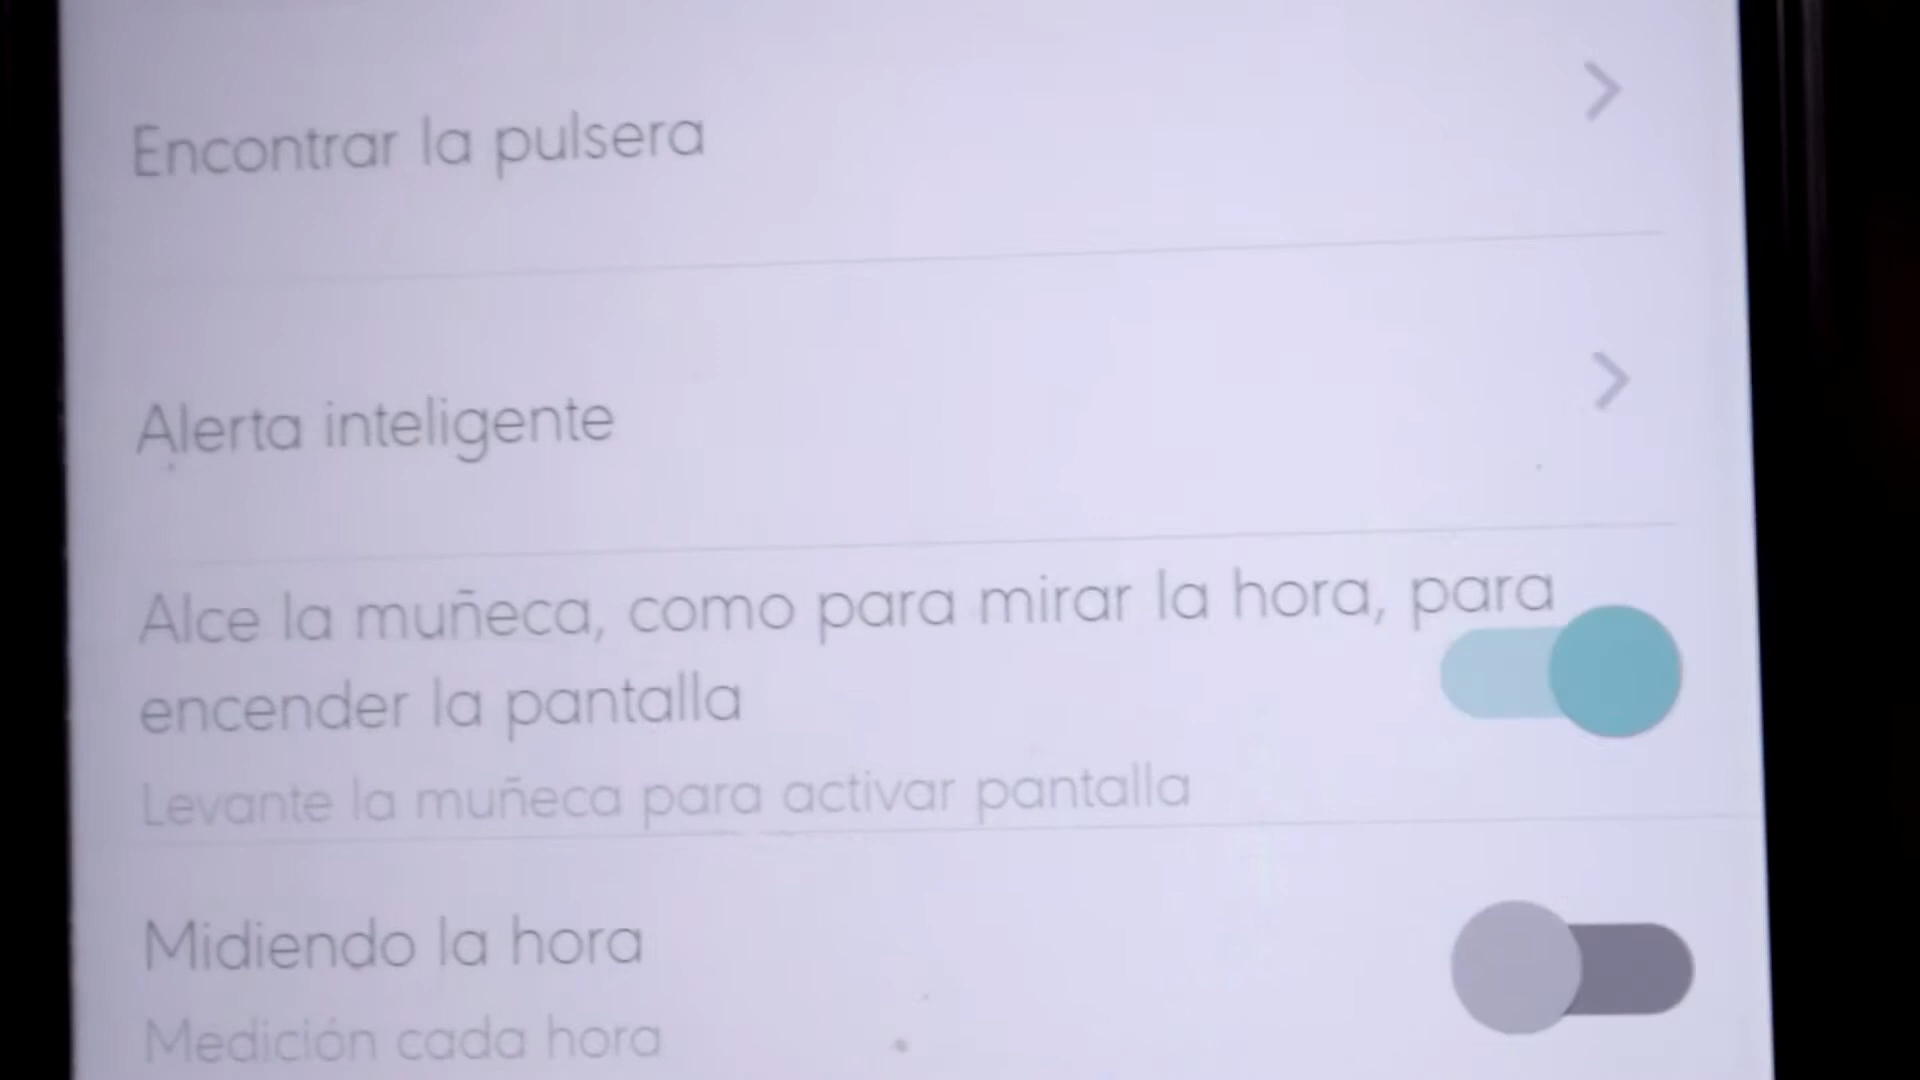 Encontrar la pulsera
Alerta inteligente
Alce la muñeca, como para mirar la hora, para
encender la pantalla
Levante la muñeca para activar pantalla
Midiendo la hora
Medición cada hora